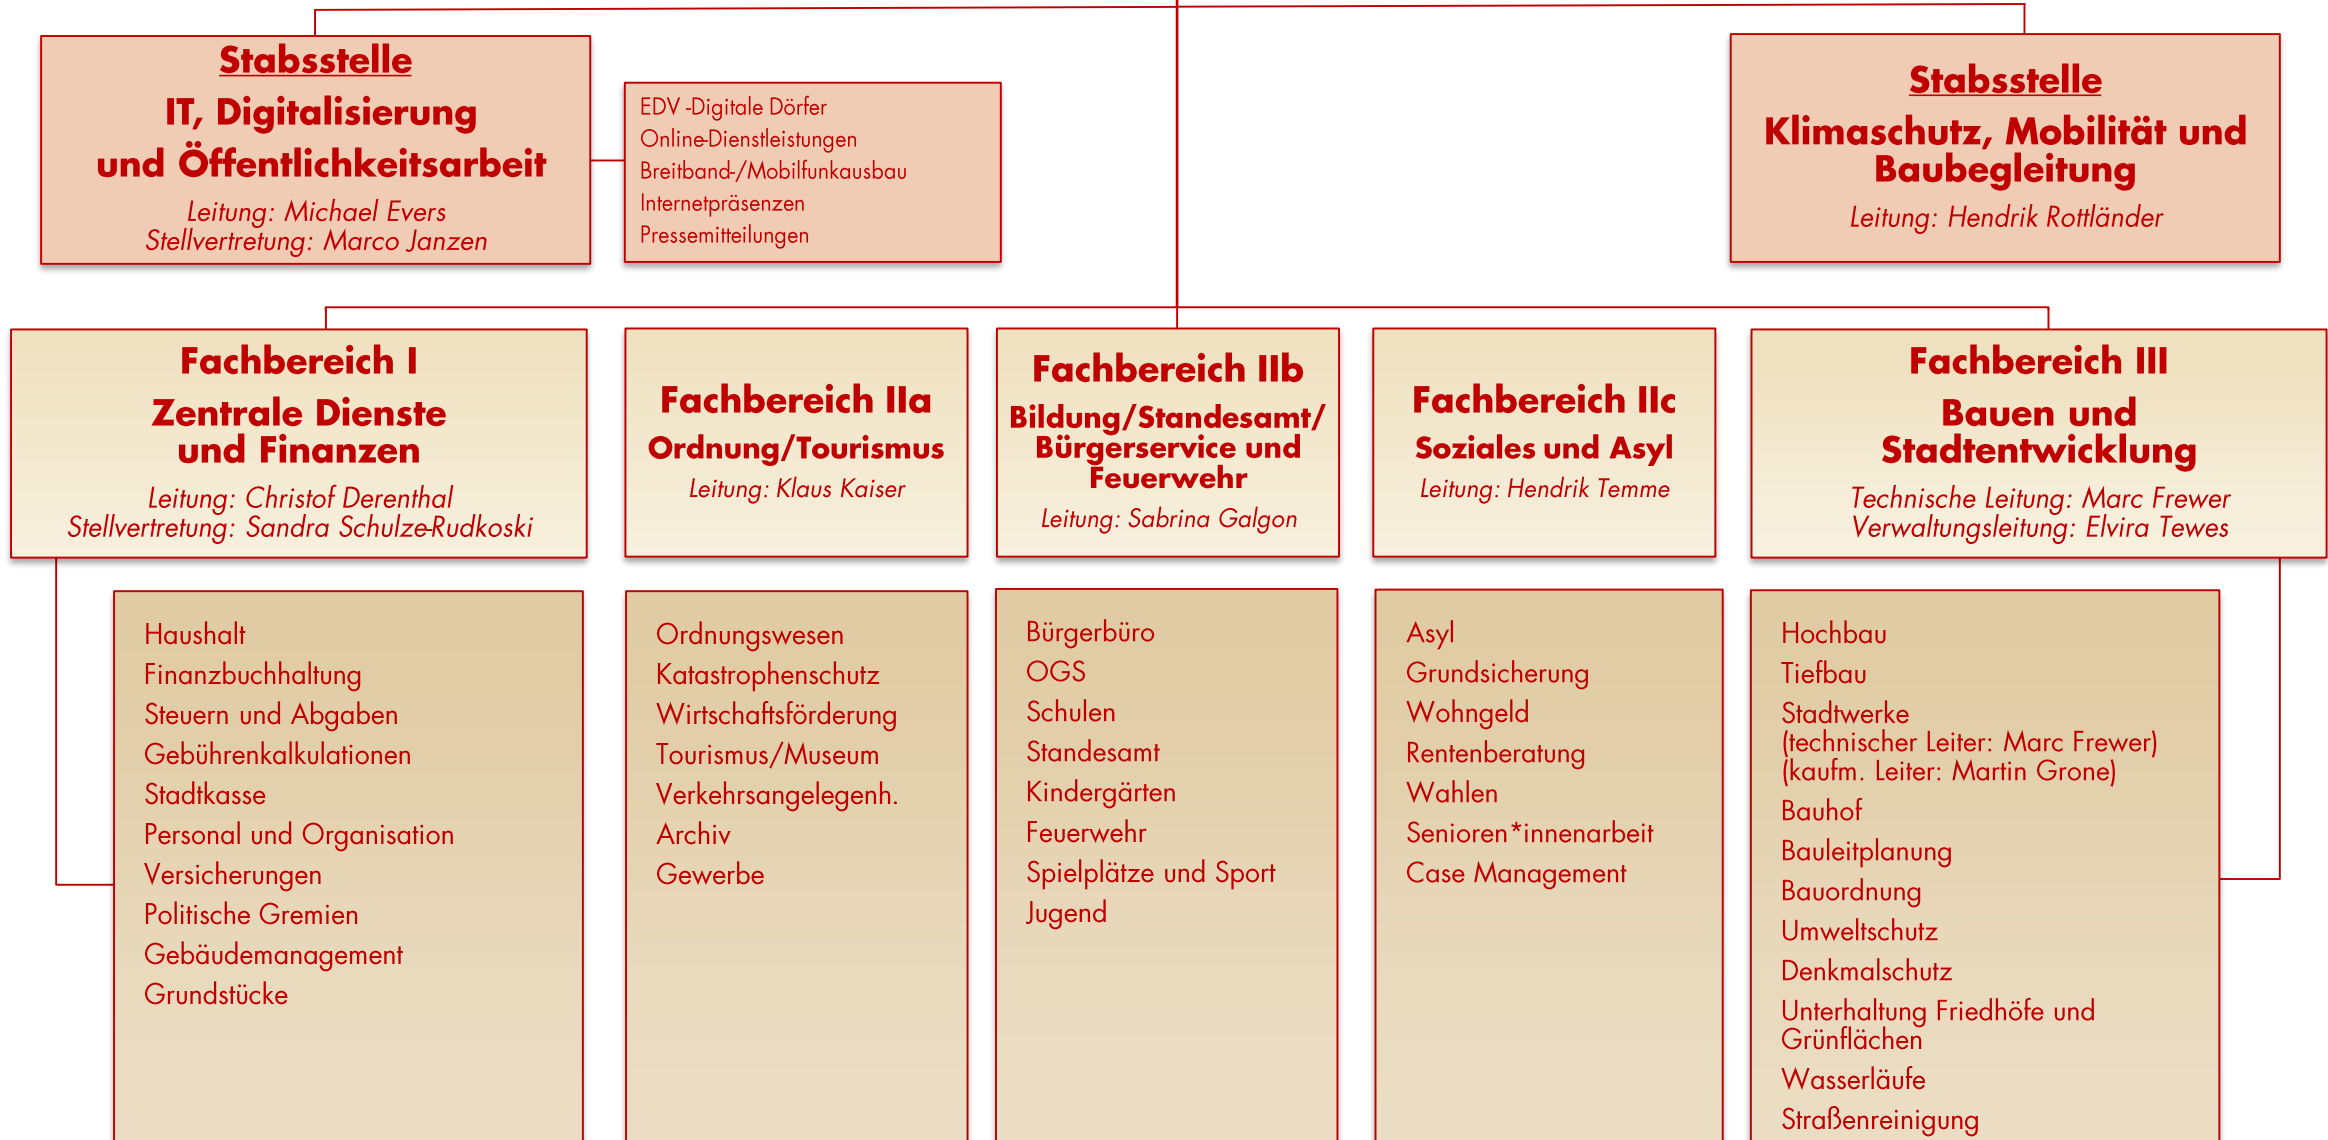 Stabsstelle
IT, Digitalisierung
und Öffentlichkeitsarbeit
Leitung: Michael Evers
Stellvertretung: Marco Janzen
EDV -Digitale Dörfer
Online-Dienstleistungen
Breitband-/Mobilfunkausbau
Internetpräsenzen
Pressemitteilungen
Stabsstelle
Klimaschutz, Mobilität und
Baubegleitung
Leitung: Hendrik Rottländer
Fachbereich I
Zentrale Dienste
und Finanzen
Leitung: Christof Derenthal
Stellvertretung: Sandra Schulze-Rudkoski
Fachbereich IIa
Ordnung/Tourismus
Leitung: Klaus Kaiser
Fachbereich IIb
Bildung/Standesamt/
Bürgerservice und
Feuerwehr
Leitung: Sabrina Galgon
Fachbereich IIc
Soziales und Asyl
Leitung: Hendrik Temme
Fachbereich III
Bauen und
Stadtentwicklung
Technische Leitung: Marc Frewer
Verwaltungsleitung: Elvira Tewes
Haushalt
Finanzbuchhaltung
Steuern und Abgaben
Gebührenkalkulationen
Stadtkasse
Personal und Organisation
Versicherungen
Politische Gremien
Gebäudemanagement
Grundstücke
Ordnungswesen
Katastrophenschutz
Wirtschaftsförderung
Tourismus/Museum
Verkehrsangelegenh.
Archiv
Gewerbe
Bürgerbüro
OGS
Schulen
Standesamt
Kindergärten
Feuerwehr
Spielplätze und Sport
Jugend
Asyl
Grundsicherung
Wohngeld
Rentenberatung
Wahlen
Senioren*innenarbeit
Case Management
Hochbau
Tiefbau
Stadtwerke
(technischer Leiter: Marc Frewer)
(kaufm. Leiter: Martin Grone)
Bauhof
Bauleitplanung
Bauordnung
Umweltschutz
Denkmalschutz
Unterhaltung Friedhöfe und
Grünflächen
Wasserläufe
Straßenreinigung